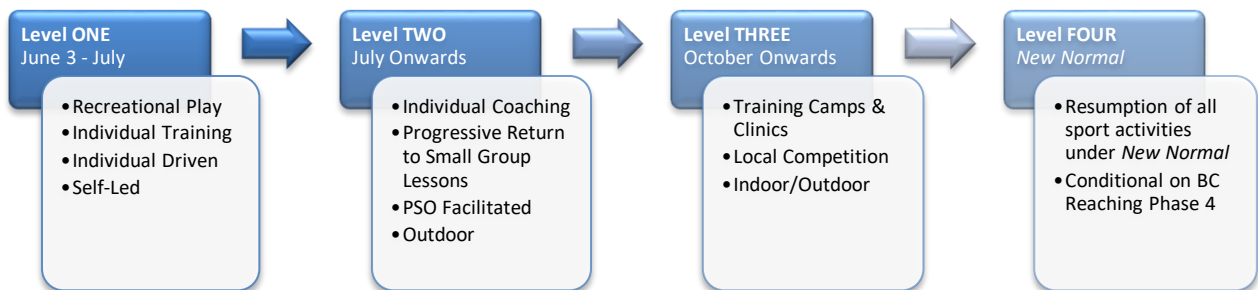 Level ONE
June 3 - July
• Recreational Play
• Individual Training
• Individual Driven
• Self-Led
Level TWO
July Onwards
• Individual Coaching
• Progressive Return
to Small Group
Lessons
• PSO Facilitated
• Outdoor
Level THREE
October Onwards
• Training Camps &
Clinics
• Local Competition
• Indoor/Outdoor
Level FOUR
New Normal
• Resumption of all
sport activities
under New Normal
• Conditional on BC
Reaching Phase 4